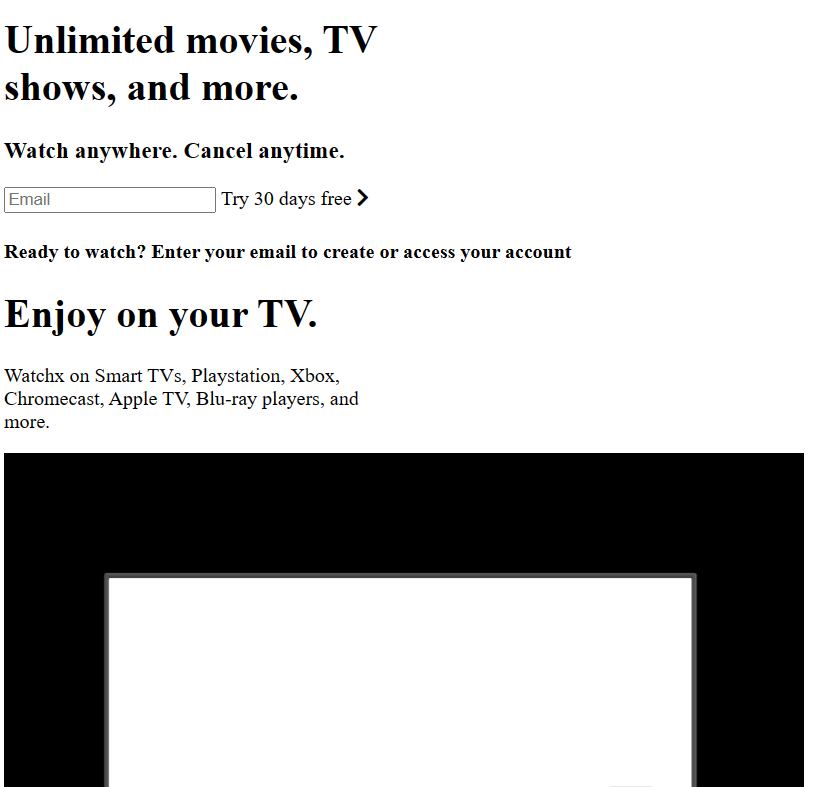 Unlimited movies, TV
shows, and more.
Watch anywhere. Cancel anytime.
Email Try 30 days free
Ready to watch? Enter your email to create or access your account
Enjoy on your TV.
Watchx on Smart TVs, Playstation, Xbox,
Chromecast, Apple TV, Blu-ray players, and
more.